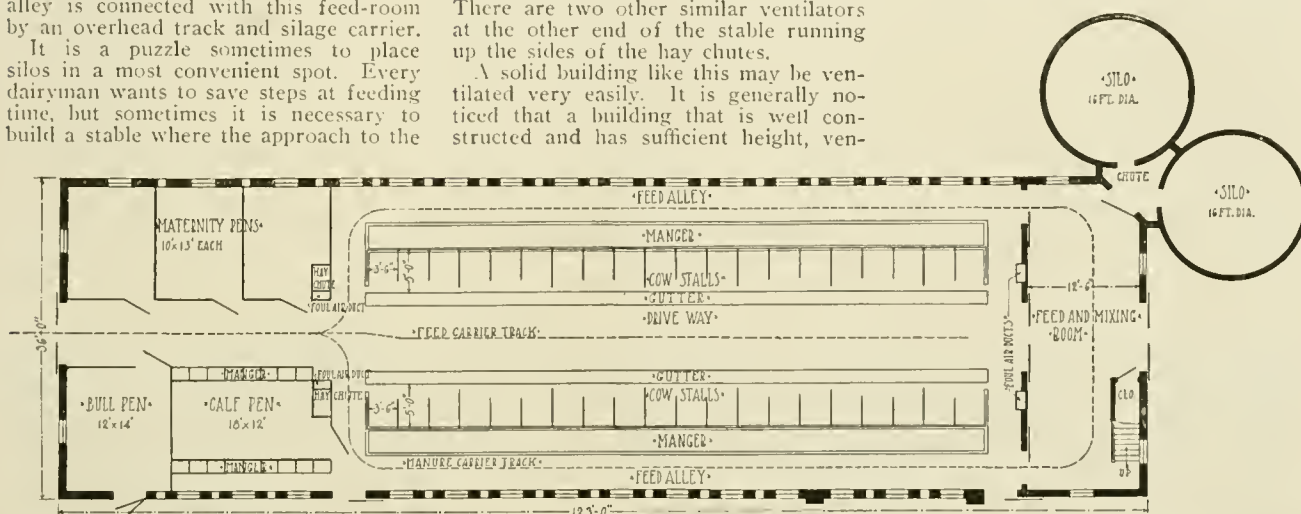 alley is connected with this feed-room
by an overhead track and silage carrier.
It is a puzzle sometimes to place
silos in a most convenient spot. Every
dairyman wants to save steps at feeding
time, but sometimes it is necessary to
build a stable where the approach to the
There are two other similar ventilators
at the other end of the stable running
up the sides of the hay chutes.
A solid building like this may be ven-
tilated very easily. It is generally no-
ticed that a building that is well con-
structed and has sufficient height, ven-
·SILO·
16 FT. DIA.
CHUTE
·SILO·
16 FT. DIA.
·FEED ALLEY·
·MATERNITY PENS·
10'x13' EACH
·MANGER·
3'-6"
5'-0"
·COW STALLS·
HAY
CHUTE
·FOUL AIR DUCT
·GUTTER·
·DRIVE WAY·
·FEED CARRIER TRACK·
36'-0"
12'-6"
·FEED AND MIXING·
·ROOM·
·FOUL AIR DUCTS·
·MANGER·
·FOUL AIR DUCT
HAY CHUTE
·GUTTER·
·COW STALLS·
3'-6"
5'-0"
·BULL PEN·
12'x14'
·CALF PEN·
18'x12'
CLO.
·MANGER·
·MANGER·
·MANURE CARRIER TRACK·
·FEED ALLEY·
UP
123'-0"